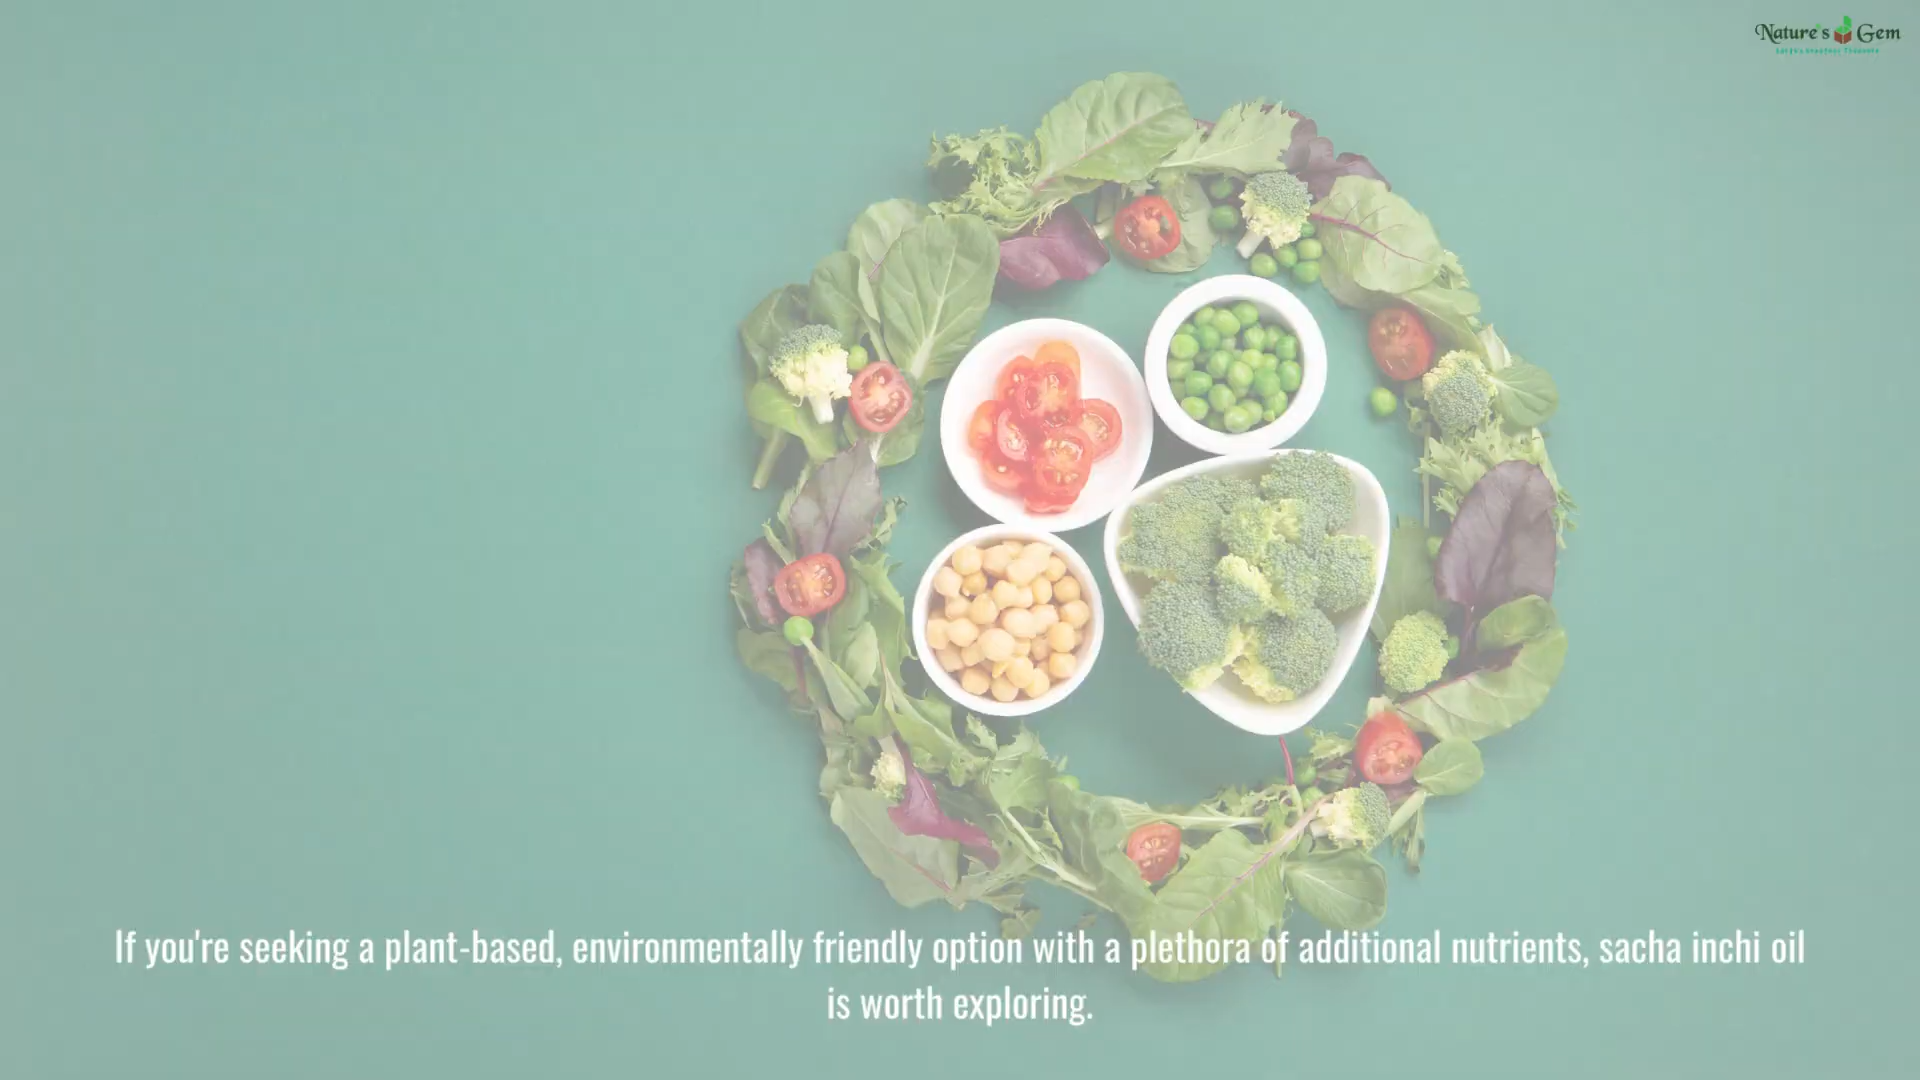 Nature's Gem
If you're seeking a plant-based, environmentally friendly option with a plethora of additional nutrients, sacha inchi oil
is worth exploring.